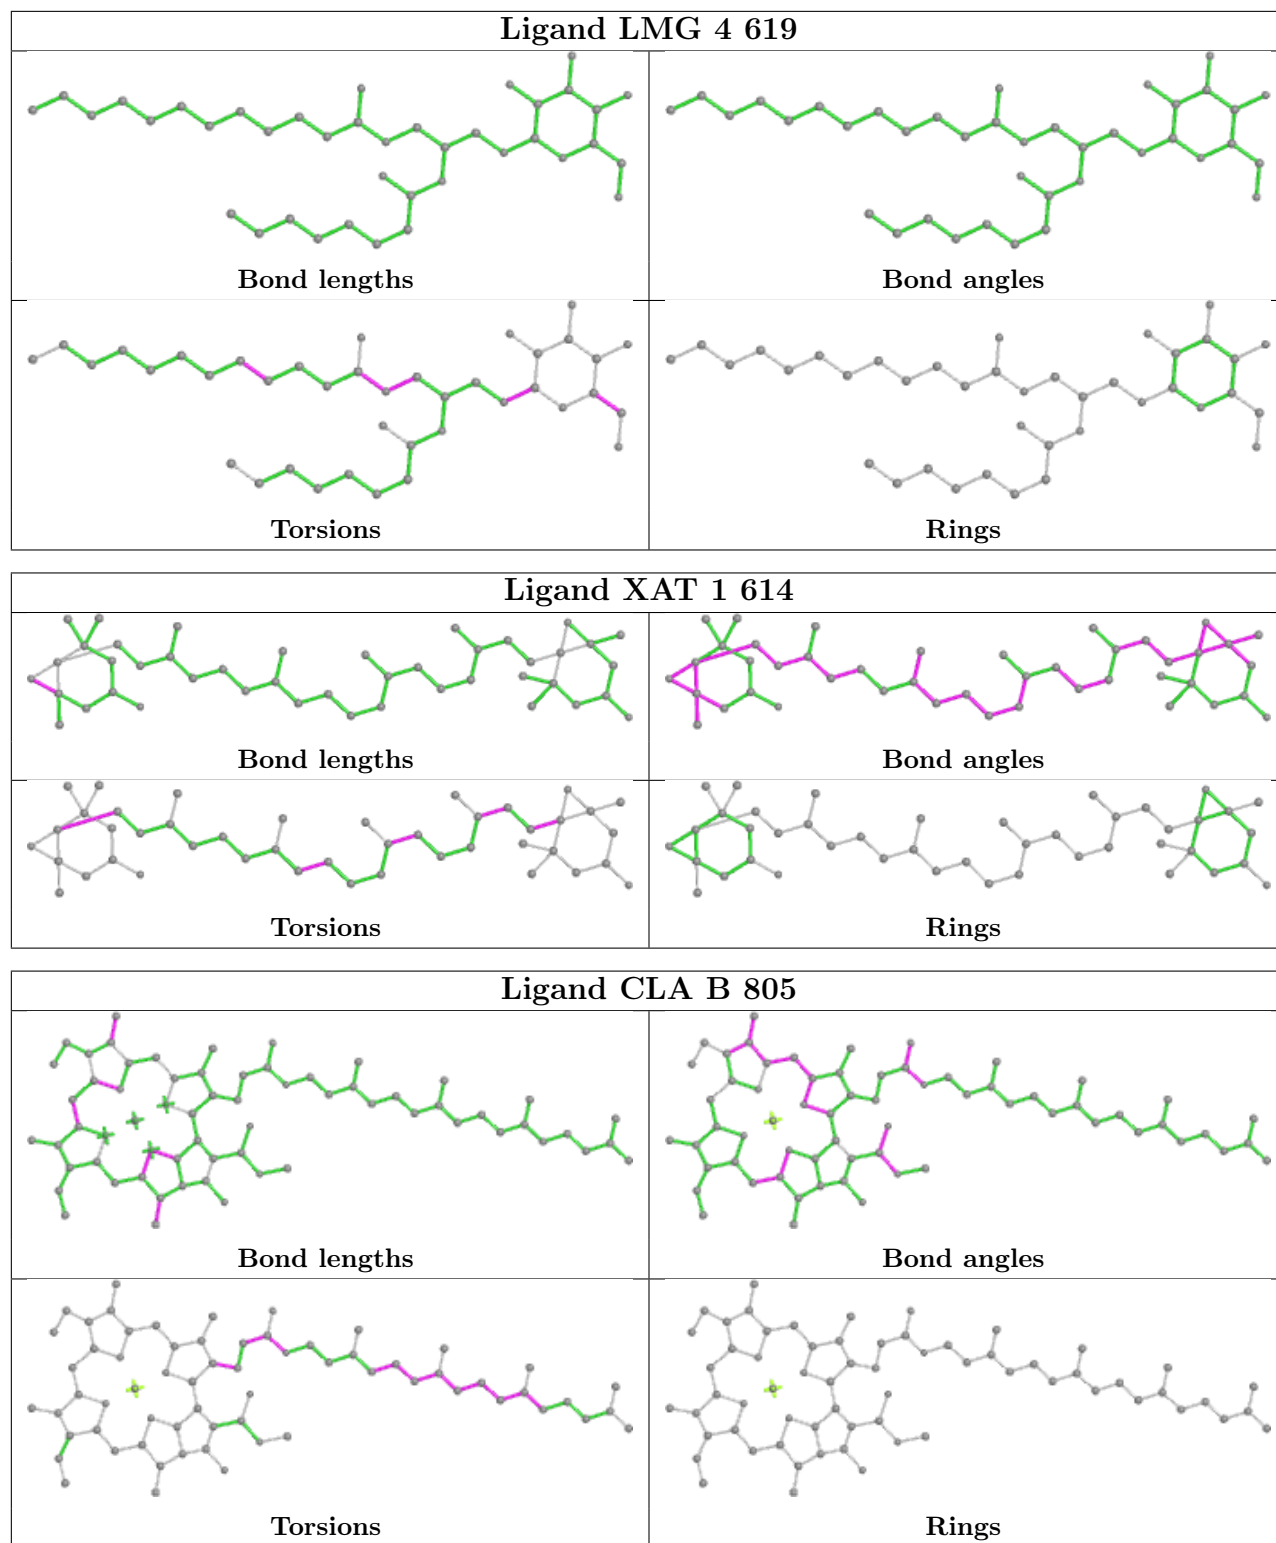 Ligand LMG 4 619
Bond lengths
Bond angles
Torsions
Rings
Ligand XAT 1 614
Bond lengths
Bond angles
Torsions
Rings
Ligand CLA B 805
Bond lengths
Bond angles
Torsions
Rings